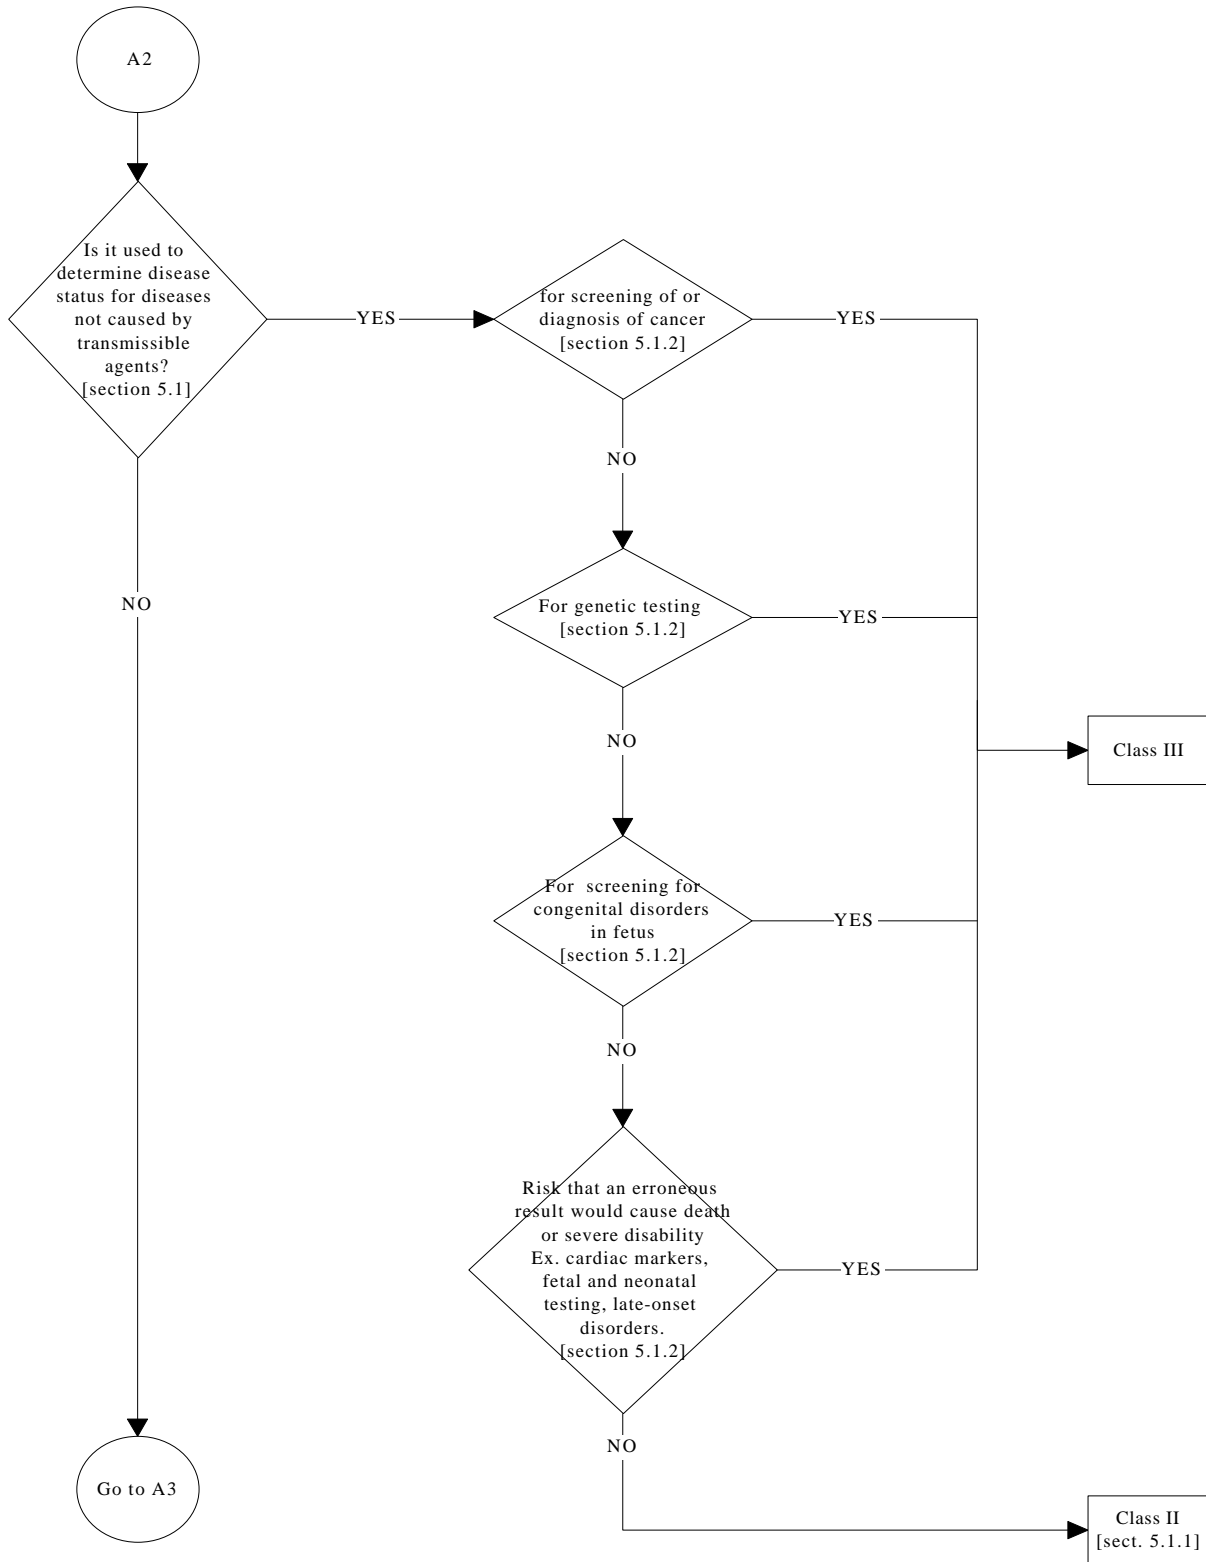 A2
Is it used to
determine disease
status for diseases
not caused by
transmissible
agents?
[section 5.1]
YES
for screening of or
diagnosis of cancer
[section 5.1.2]
YES
NO
NO
For genetic testing
[section 5.1.2]
YES
NO
Class III
For screening for
congenital disorders
in fetus
[section 5.1.2]
YES
NO
Risk that an erroneous
result would cause death
or severe disability
Ex. cardiac markers,
fetal and neonatal
testing, late-onset
disorders.
[section 5.1.2]
YES
NO
Go to A3
Class II
[sect. 5.1.1]